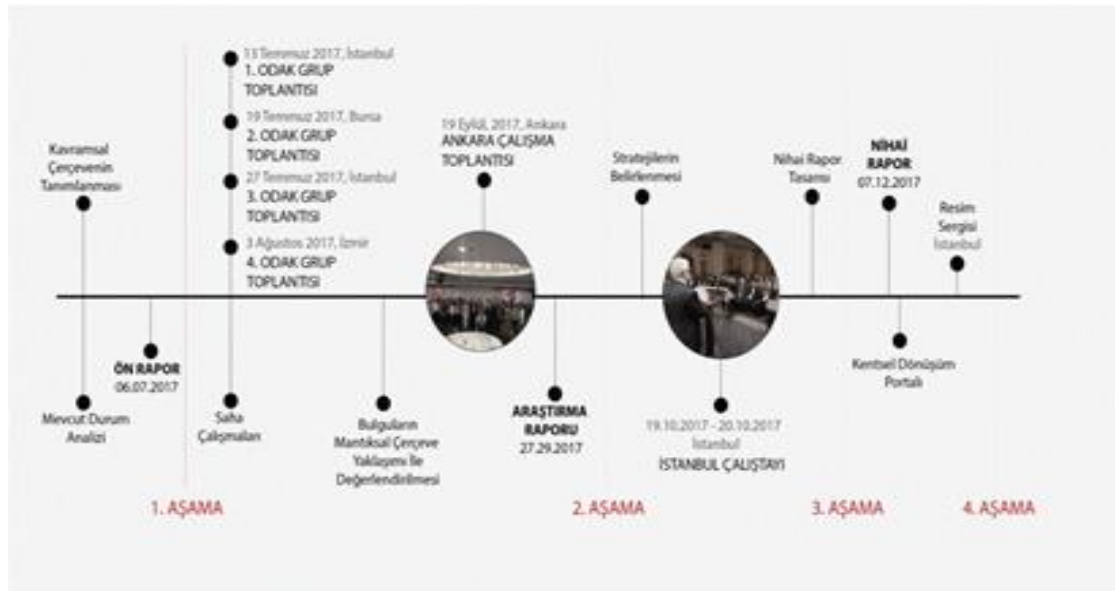 Kavramsal
Çerçevenin
Tanımlanması
Mevcut Durum
Analizi
ÖN RAPOR
06.07.2017
13 Temmuz 2017, İstanbul
1. ODAK GRUP
TOPLANTISI
19 Temmuz 2017, Bursa
2. ODAK GRUP
TOPLANTISI
27 Temmuz 2017, İstanbul
3. ODAK GRUP
TOPLANTISI
3 Ağustos 2017, İzmir
4. ODAK GRUP
TOPLANTISI
Saha
Çalışmaları
Bulguların
Mantıksal Çerçeve
Yaklaşımı İle
Değerlendirilmesi
19 Eylül, 2017, Ankara
ANKARA ÇALIŞMA
TOPLANTISI
ARAŞTIRMA
RAPORU
27.29.2017
Stratejilerin
Belirlenmesi
19.10.2017 - 20.10.2017
İstanbul
İSTANBUL ÇALIŞTAYI
Nihai Rapor
Tasarısı
NİHAİ
RAPOR
07.12.2017
Kentsel Dönüşüm
Portalı
Resim
Sergisi
İstanbul
1. AŞAMA
2. AŞAMA
3. AŞAMA
4. AŞAMA